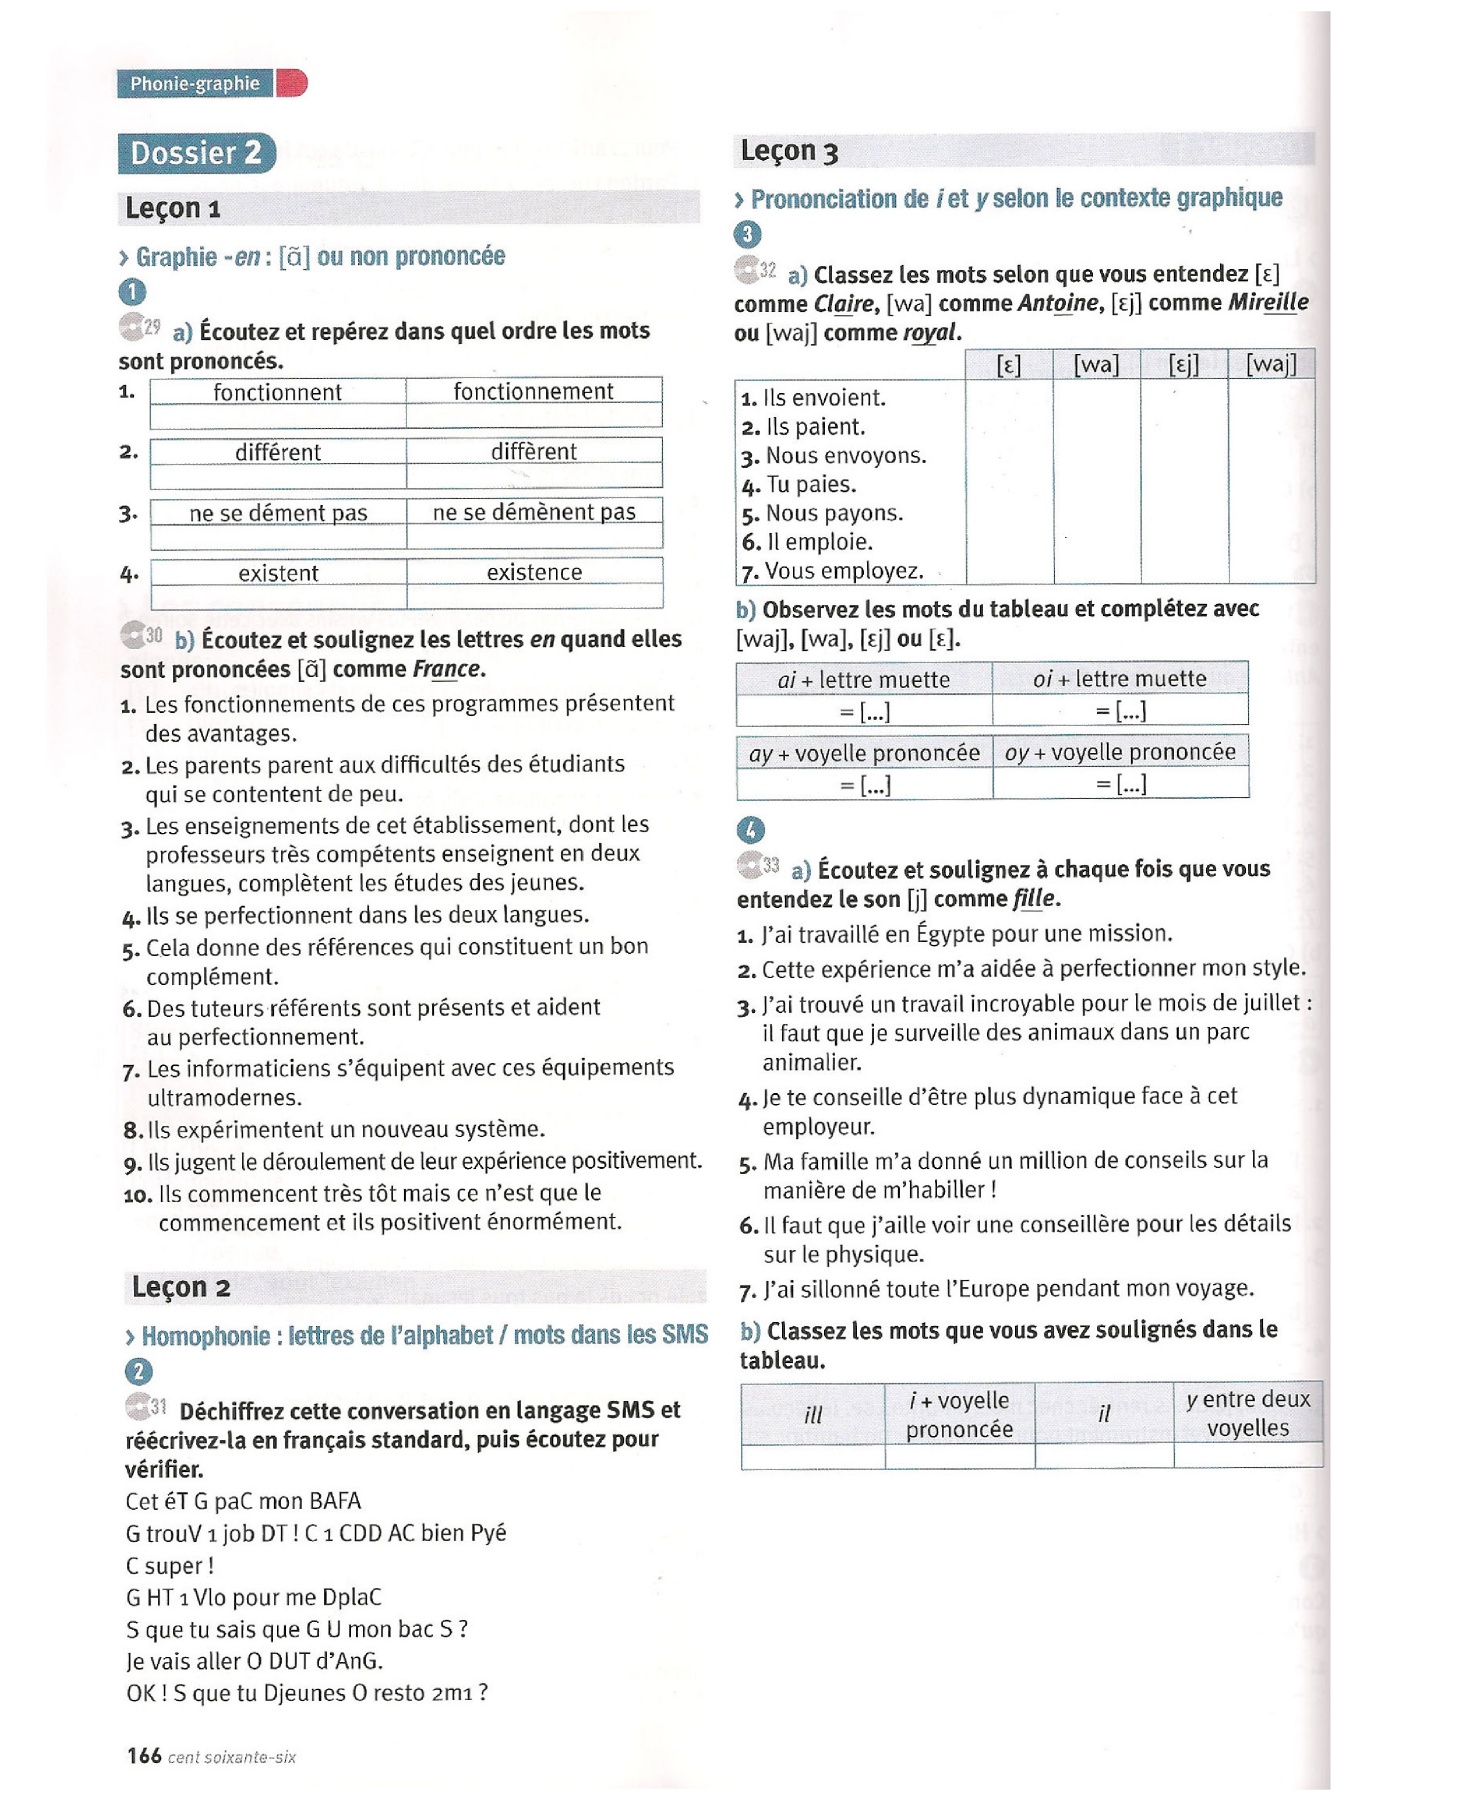 Phonie-graphie
Dossier 2
Leçon 1
› Graphie -en : [ɑ̃] ou non prononcée
1
29 a) Écoutez et repérez dans quel ordre les mots
sont prononcés.
1. fonctionnent fonctionnement
2. différent diffèrent
3. ne se dément pas ne se démènent pas
4. existent existence
30 b) Écoutez et soulignez les lettres en quand elles
sont prononcées [ɑ̃] comme France.
1. Les fonctionnements de ces programmes présentent
des avantages.
2. Les parents parent aux difficultés des étudiants
qui se contentent de peu.
3. Les enseignements de cet établissement, dont les
professeurs très compétents enseignent en deux
langues, complètent les études des jeunes.
4. Ils se perfectionnent dans les deux langues.
5. Cela donne des références qui constituent un bon
complément.
6. Des tuteurs référents sont présents et aident
au perfectionnement.
7. Les informaticiens s'équipent avec ces équipements
ultramodernes.
8. Ils expérimentent un nouveau système.
9. Ils jugent le déroulement de leur expérience positivement.
10. Ils commencent très tôt mais ce n'est que le
commencement et ils positivent énormément.
Leçon 2
› Homophonie : lettres de l'alphabet / mots dans les SMS
2
31 Déchiffrez cette conversation en langage SMS et
réécrivez-la en français standard, puis écoutez pour
vérifier.
Cet éT G paC mon BAFA
G trouV 1 job DT ! C 1 CDD AC bien Pyé
C super !
G HT 1 Vlo pour me DplaC
S que tu sais que G U mon bac S ?
Je vais aller O DUT d'AnG.
OK ! S que tu Djeunes O resto 2m1 ?
166 cent soixante-six
Leçon 3
› Prononciation de i et y selon le contexte graphique
3
32 a) Classez les mots selon que vous entendez [ɛ]
comme Claire, [wa] comme Antoine, [ɛj] comme Mireille
ou [waj] comme royal.
[ɛ] [wa] [ɛj] [waj]
1. Ils envoient.
2. Ils paient.
3. Nous envoyons.
4. Tu paies.
5. Nous payons.
6. Il emploie.
7. Vous employez.
b) Observez les mots du tableau et complétez avec
[waj], [wa], [ɛj] ou [ɛ].
ai + lettre muette oi + lettre muette
= [...] = [...]
ay + voyelle prononcée oy + voyelle prononcée
= [...] = [...]
4
33 a) Écoutez et soulignez à chaque fois que vous
entendez le son [j] comme fille.
1. J'ai travaillé en Égypte pour une mission.
2. Cette expérience m'a aidée à perfectionner mon style.
3. J'ai trouvé un travail incroyable pour le mois de juillet :
il faut que je surveille des animaux dans un parc
animalier.
4. Je te conseille d'être plus dynamique face à cet
employeur.
5. Ma famille m'a donné un million de conseils sur la
manière de m'habiller !
6. Il faut que j'aille voir une conseillère pour les détails
sur le physique.
7. J'ai sillonné toute l'Europe pendant mon voyage.
b) Classez les mots que vous avez soulignés dans le
tableau.
ill i + voyelle prononcée il y entre deux voyelles